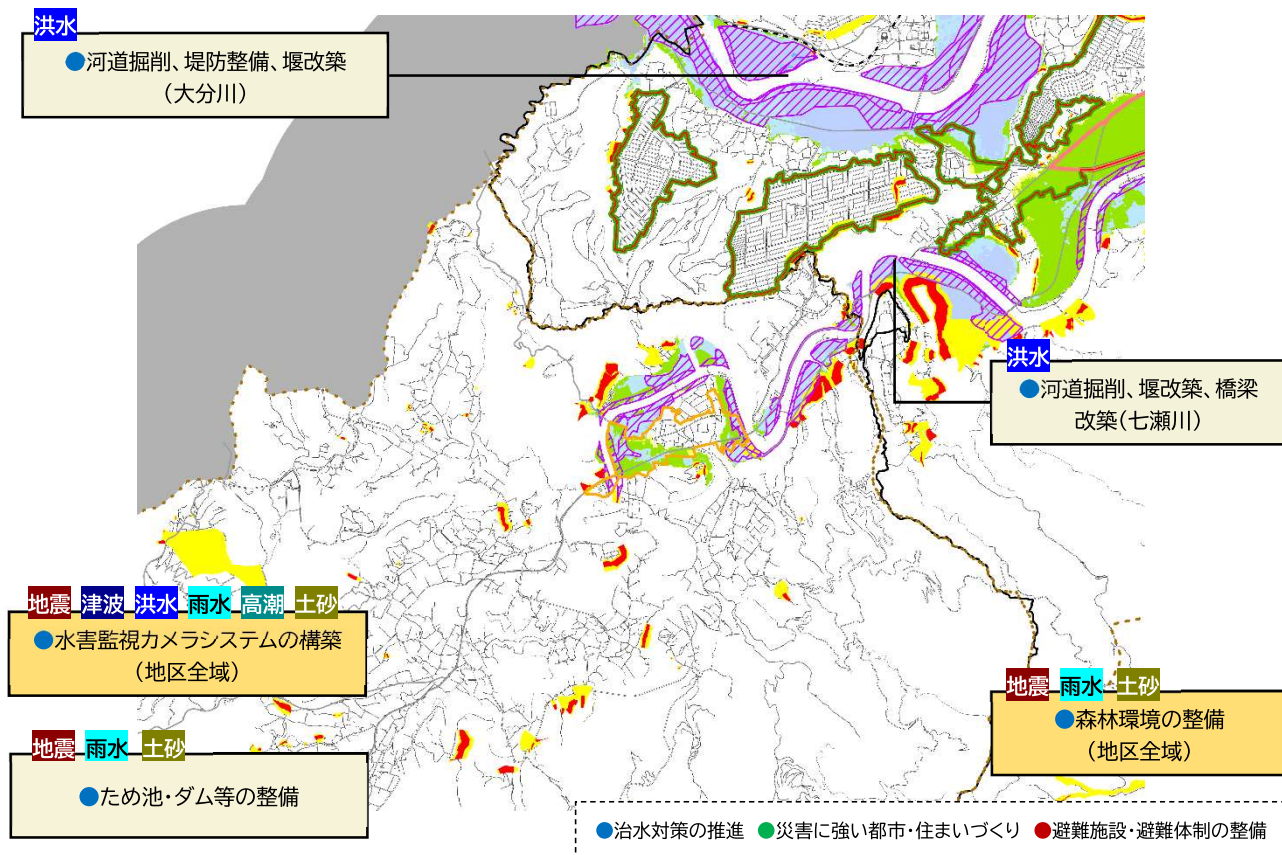 洪水
●河道掘削、堤防整備、堰改築
(大分川)
洪水
●河道掘削、堰改築、橋梁
改築(七瀬川)
地震 津波 洪水 雨水 高潮 土砂
●水害監視カメラシステムの構築
(地区全域)
地震 雨水 土砂
●森林環境の整備
(地区全域)
地震 雨水 土砂
●ため池・ダム等の整備
●治水対策の推進 ●災害に強い都市・住まいづくり ●避難施設・避難体制の整備